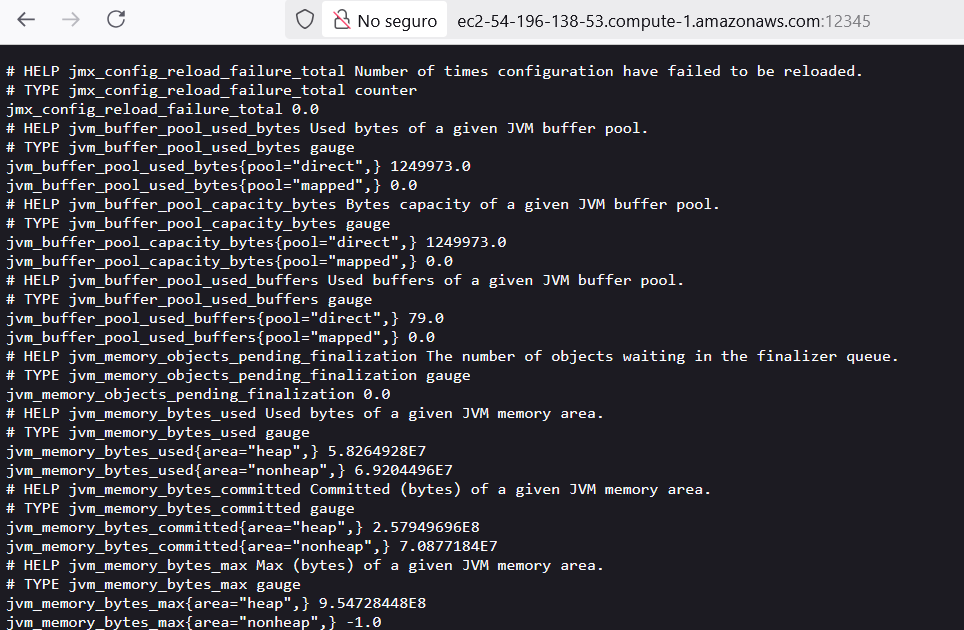 No seguro ec2-54-196-138-53.compute-1.amazonaws.com:12345
# HELP jmx_config_reload_failure_total Number of times configuration have failed to be reloaded.
# TYPE jmx_config_reload_failure_total counter
jmx_config_reload_failure_total 0.0
# HELP jvm_buffer_pool_used_bytes Used bytes of a given JVM buffer pool.
# TYPE jvm_buffer_pool_used_bytes gauge
jvm_buffer_pool_used_bytes{pool="direct",} 1249973.0
jvm_buffer_pool_used_bytes{pool="mapped",} 0.0
# HELP jvm_buffer_pool_capacity_bytes Bytes capacity of a given JVM buffer pool.
# TYPE jvm_buffer_pool_capacity_bytes gauge
jvm_buffer_pool_capacity_bytes{pool="direct",} 1249973.0
jvm_buffer_pool_capacity_bytes{pool="mapped",} 0.0
# HELP jvm_buffer_pool_used_buffers Used buffers of a given JVM buffer pool.
# TYPE jvm_buffer_pool_used_buffers gauge
jvm_buffer_pool_used_buffers{pool="direct",} 79.0
jvm_buffer_pool_used_buffers{pool="mapped",} 0.0
# HELP jvm_memory_objects_pending_finalization The number of objects waiting in the finalizer queue.
# TYPE jvm_memory_objects_pending_finalization gauge
jvm_memory_objects_pending_finalization 0.0
# HELP jvm_memory_bytes_used Used bytes of a given JVM memory area.
# TYPE jvm_memory_bytes_used gauge
jvm_memory_bytes_used{area="heap",} 5.8264928E7
jvm_memory_bytes_used{area="nonheap",} 6.9204496E7
# HELP jvm_memory_bytes_committed Committed (bytes) of a given JVM memory area.
# TYPE jvm_memory_bytes_committed gauge
jvm_memory_bytes_committed{area="heap",} 2.57949696E8
jvm_memory_bytes_committed{area="nonheap",} 7.0877184E7
# HELP jvm_memory_bytes_max Max (bytes) of a given JVM memory area.
# TYPE jvm_memory_bytes_max gauge
jvm_memory_bytes_max{area="heap",} 9.54728448E8
jvm_memory_bytes_max{area="nonheap",} -1.0